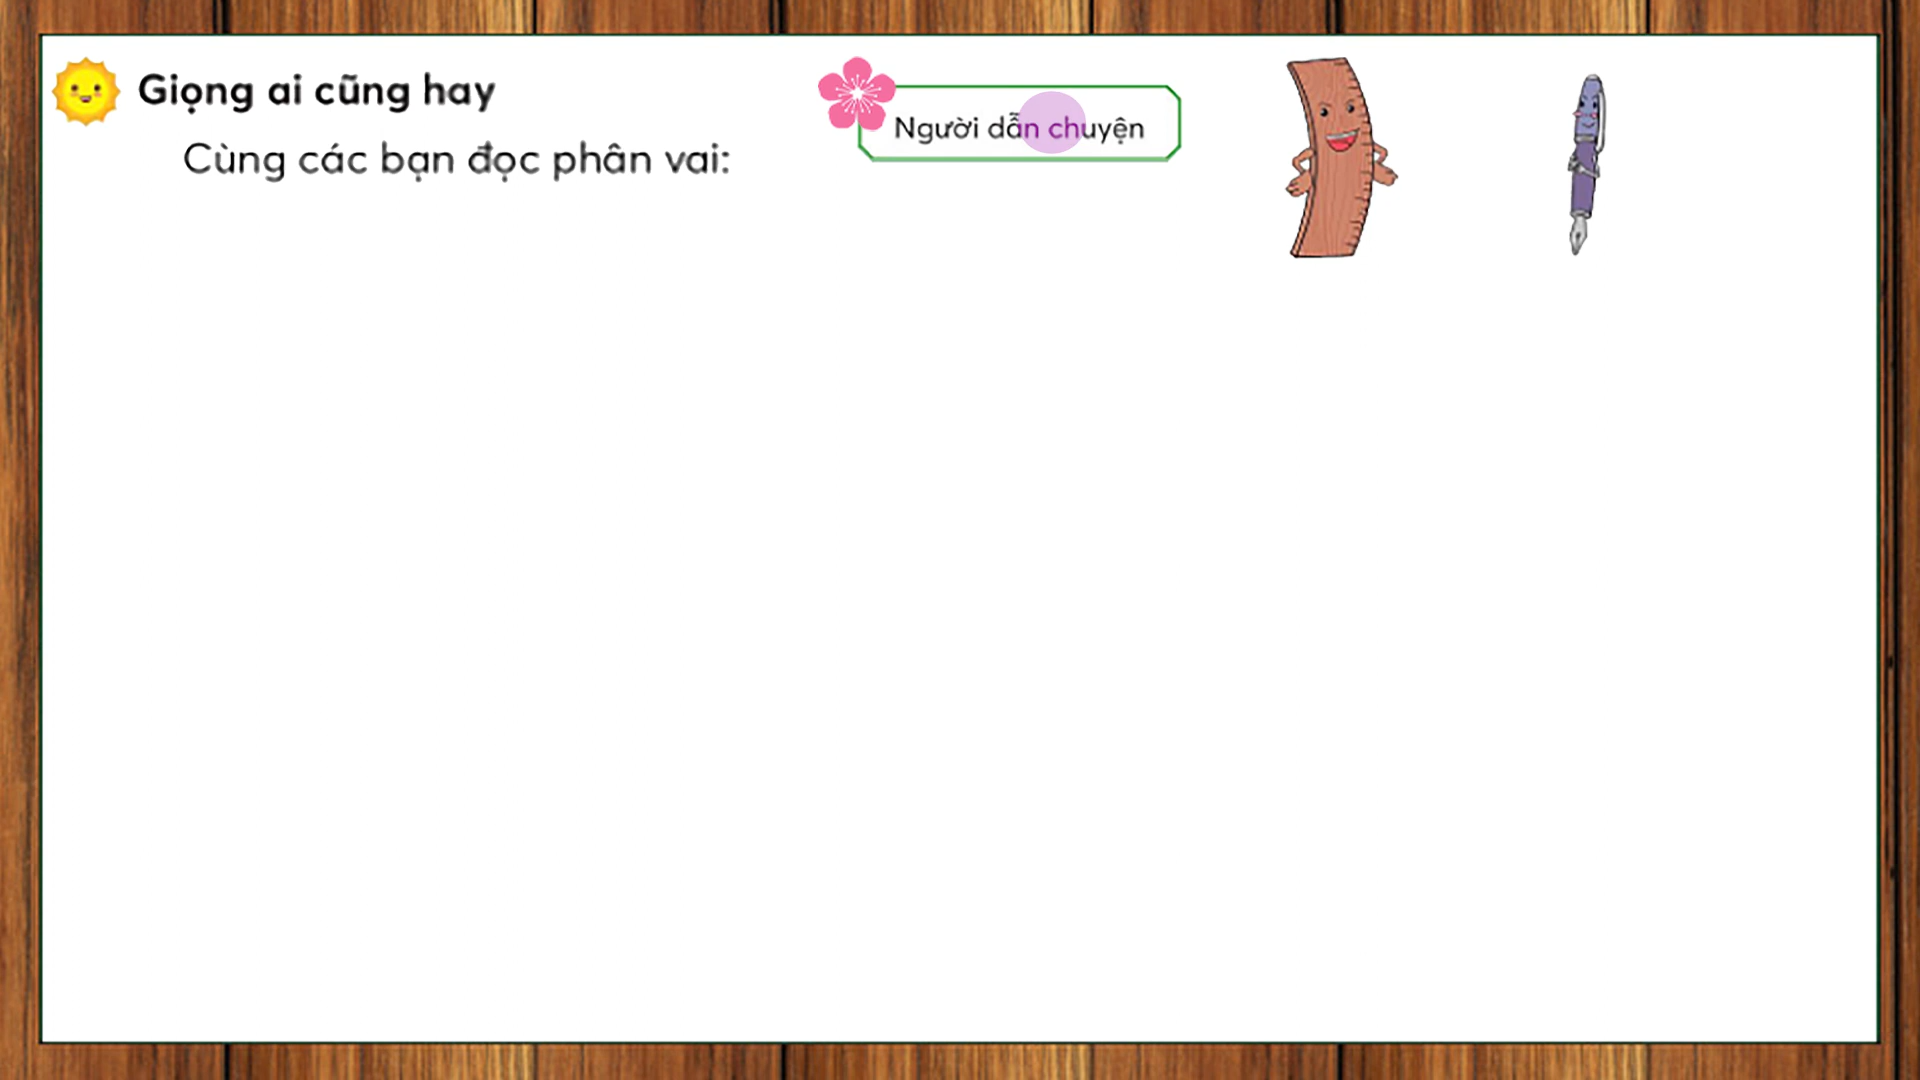 Giọng ai cũng hay
Cùng các bạn đọc phân vai:
Người dẫn chuyện